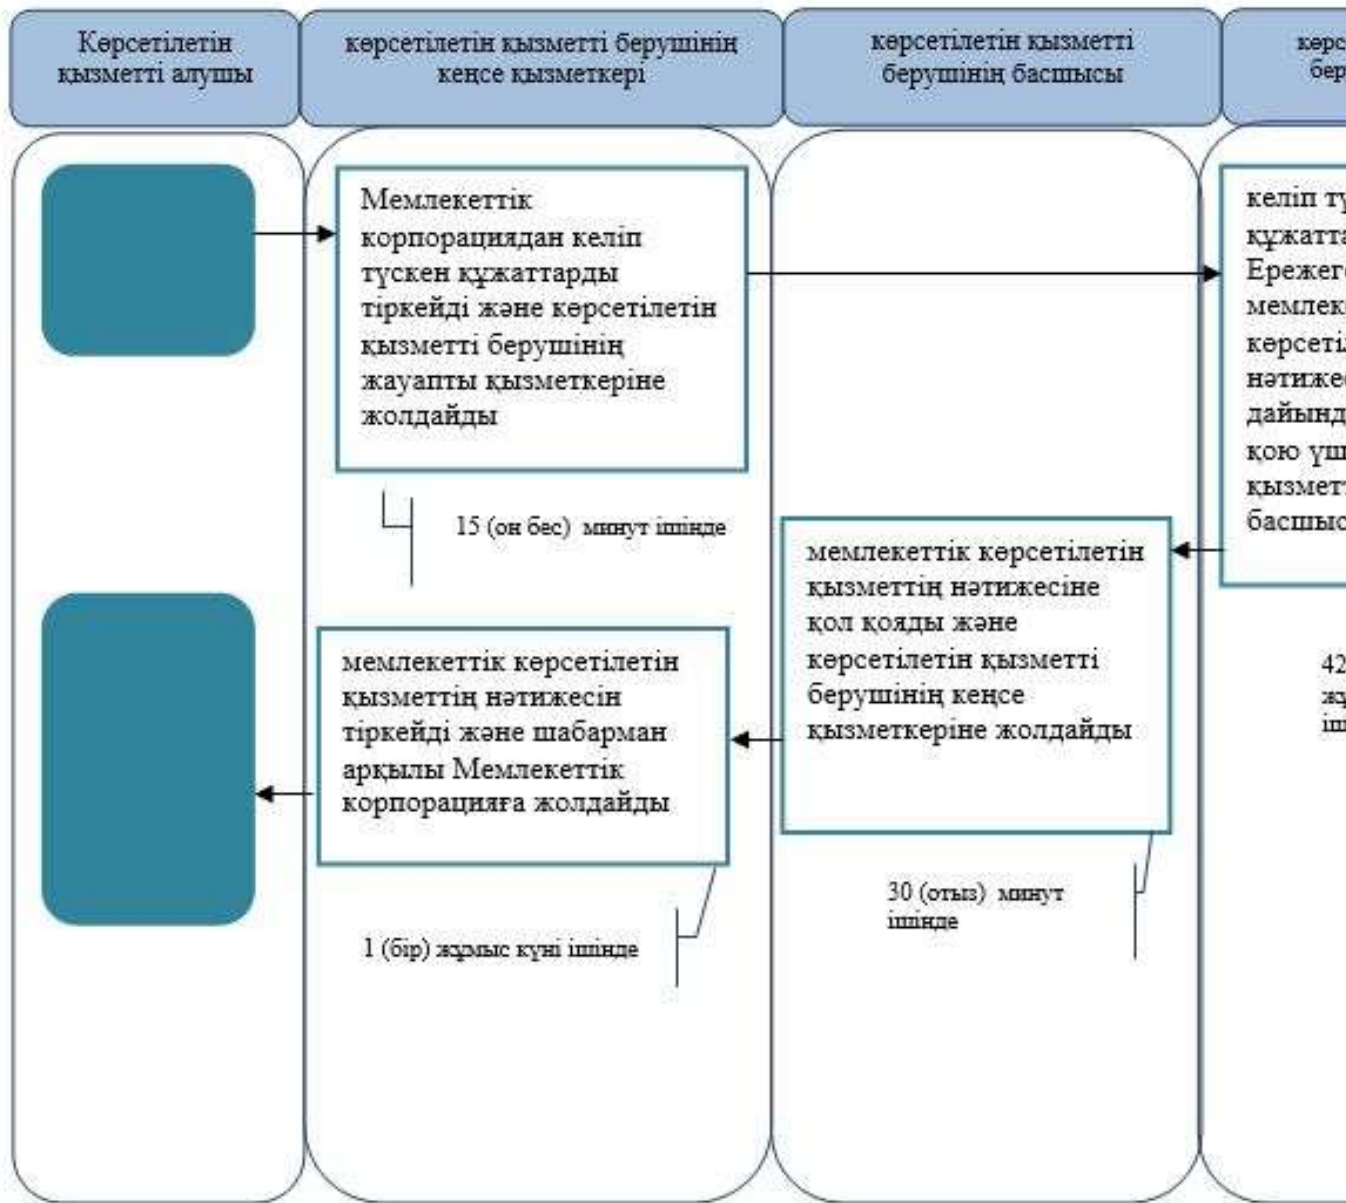 Көрсетілетін
қызметті алушы
көрсетілетін қызметті берушінің
кеңсе қызметкері
көрсетілетін қызметті
берушінің басшысы
Мемлекеттік
корпорациядан келіп
түскен құжаттарды
тіркейді және көрсетілетін
қызметті берушінің
жауапты қызметкеріне
жолдайды
15 (он бес) минут ішінде
мемлекеттік көрсетілетін
қызметтің нәтижесін
тіркейді және шабарман
арқылы Мемлекеттік
корпорацияға жолдайды
1 (бір) жұмыс күні ішінде
мемлекеттік көрсетілетін
қызметтің нәтижесіне
қол қояды және
көрсетілетін қызметті
берушінің кеңсе
қызметкеріне жолдайды
30 (отыз) минут
ішінде
келіп
қою
42